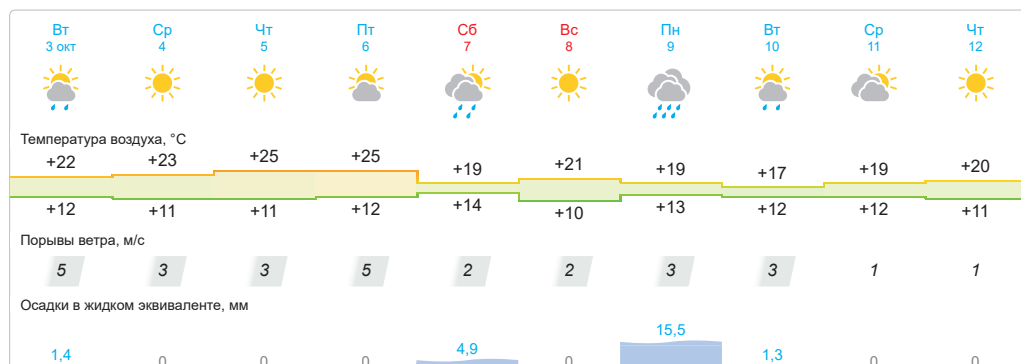 Вт Ср Чт Пт Сб Вс Пн Вт Ср Чт
3 окт 4 5 6 7 8 9 10 11 12
Температура воздуха, °C
+22 +23 +25 +25 +19 +21 +19 +17 +19 +20
+12 +11 +11 +12 +14 +10 +13 +12 +12 +11
Порывы ветра, м/с
5 3 3 5 2 2 3 3 1 1
Осадки в жидком эквиваленте, мм
1,4 0 0 0 4,9 0 15,5 1,3 0 0